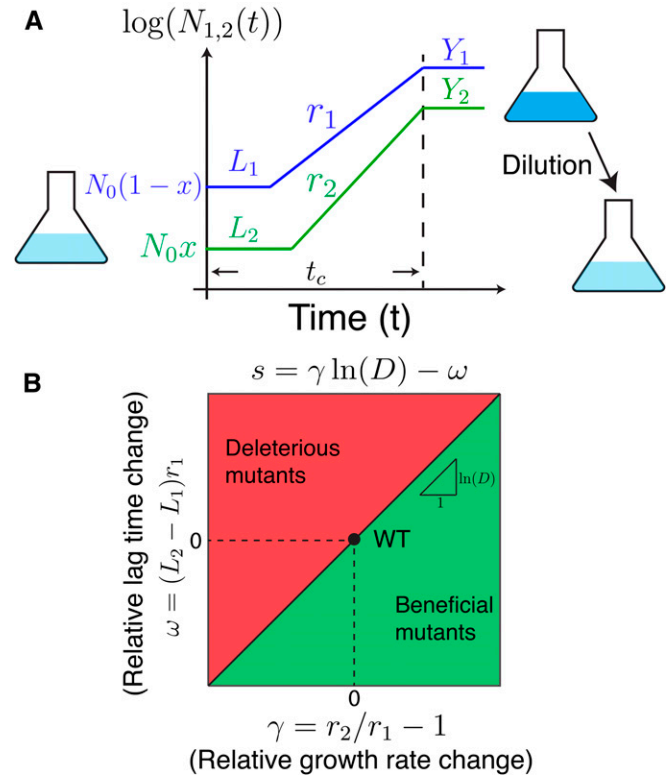 A
log(N₁,₂(t))
Y₁
Y₂
r₁
L₁
r₂
N₀(1 − x)
L₂
N₀x
t_c
Time (t)
Dilution
B
s = γ ln(D) − ω
Deleterious
mutants
ln(D)
1
WT
0
Beneficial
mutants
(Relative lag time change)
ω = (L₂ − L₁)r₁
0
γ = r₂/r₁ − 1
(Relative growth rate change)